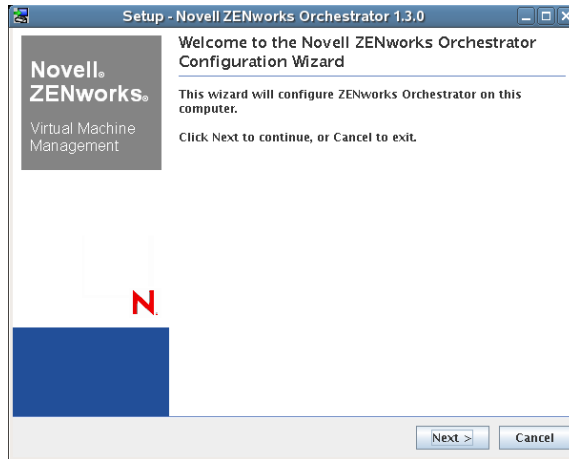 Setup - Novell ZENworks Orchestrator 1.3.0
Novell®
ZENworks®
Virtual Machine
Management
Welcome to the Novell ZENworks Orchestrator
Configuration Wizard
This wizard will configure ZENworks Orchestrator on this
computer.
Click Next to continue, or Cancel to exit.
N
Next >
Cancel